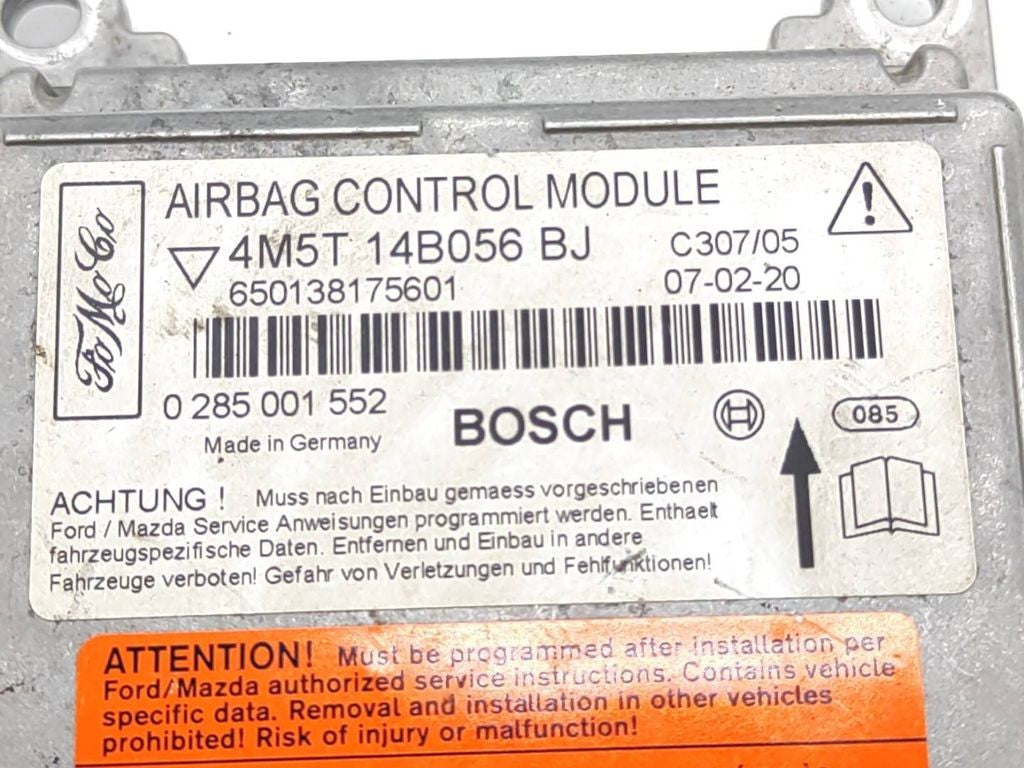 FoMoCo
AIRBAG CONTROL MODULE
4M5T 14B056 BJ C307/05
650138175601 07-02-20
0 285 001 552
Made in Germany
BOSCH
085
ACHTUNG ! Muss nach Einbau gemaess vorgeschriebenen
Ford / Mazda Service Anweisungen programmiert werden. Enthaelt
fahrzeugspezifische Daten. Entfernen und Einbau in andere
Fahrzeuge verboten! Gefahr von Verletzungen und Fehlfunktionen!
ATTENTION! Must be programmed after installation per
Ford/Mazda authorized service instructions. Contains vehicle
specific data. Removal and installation in other vehicles
prohibited! Risk of injury or malfunction!